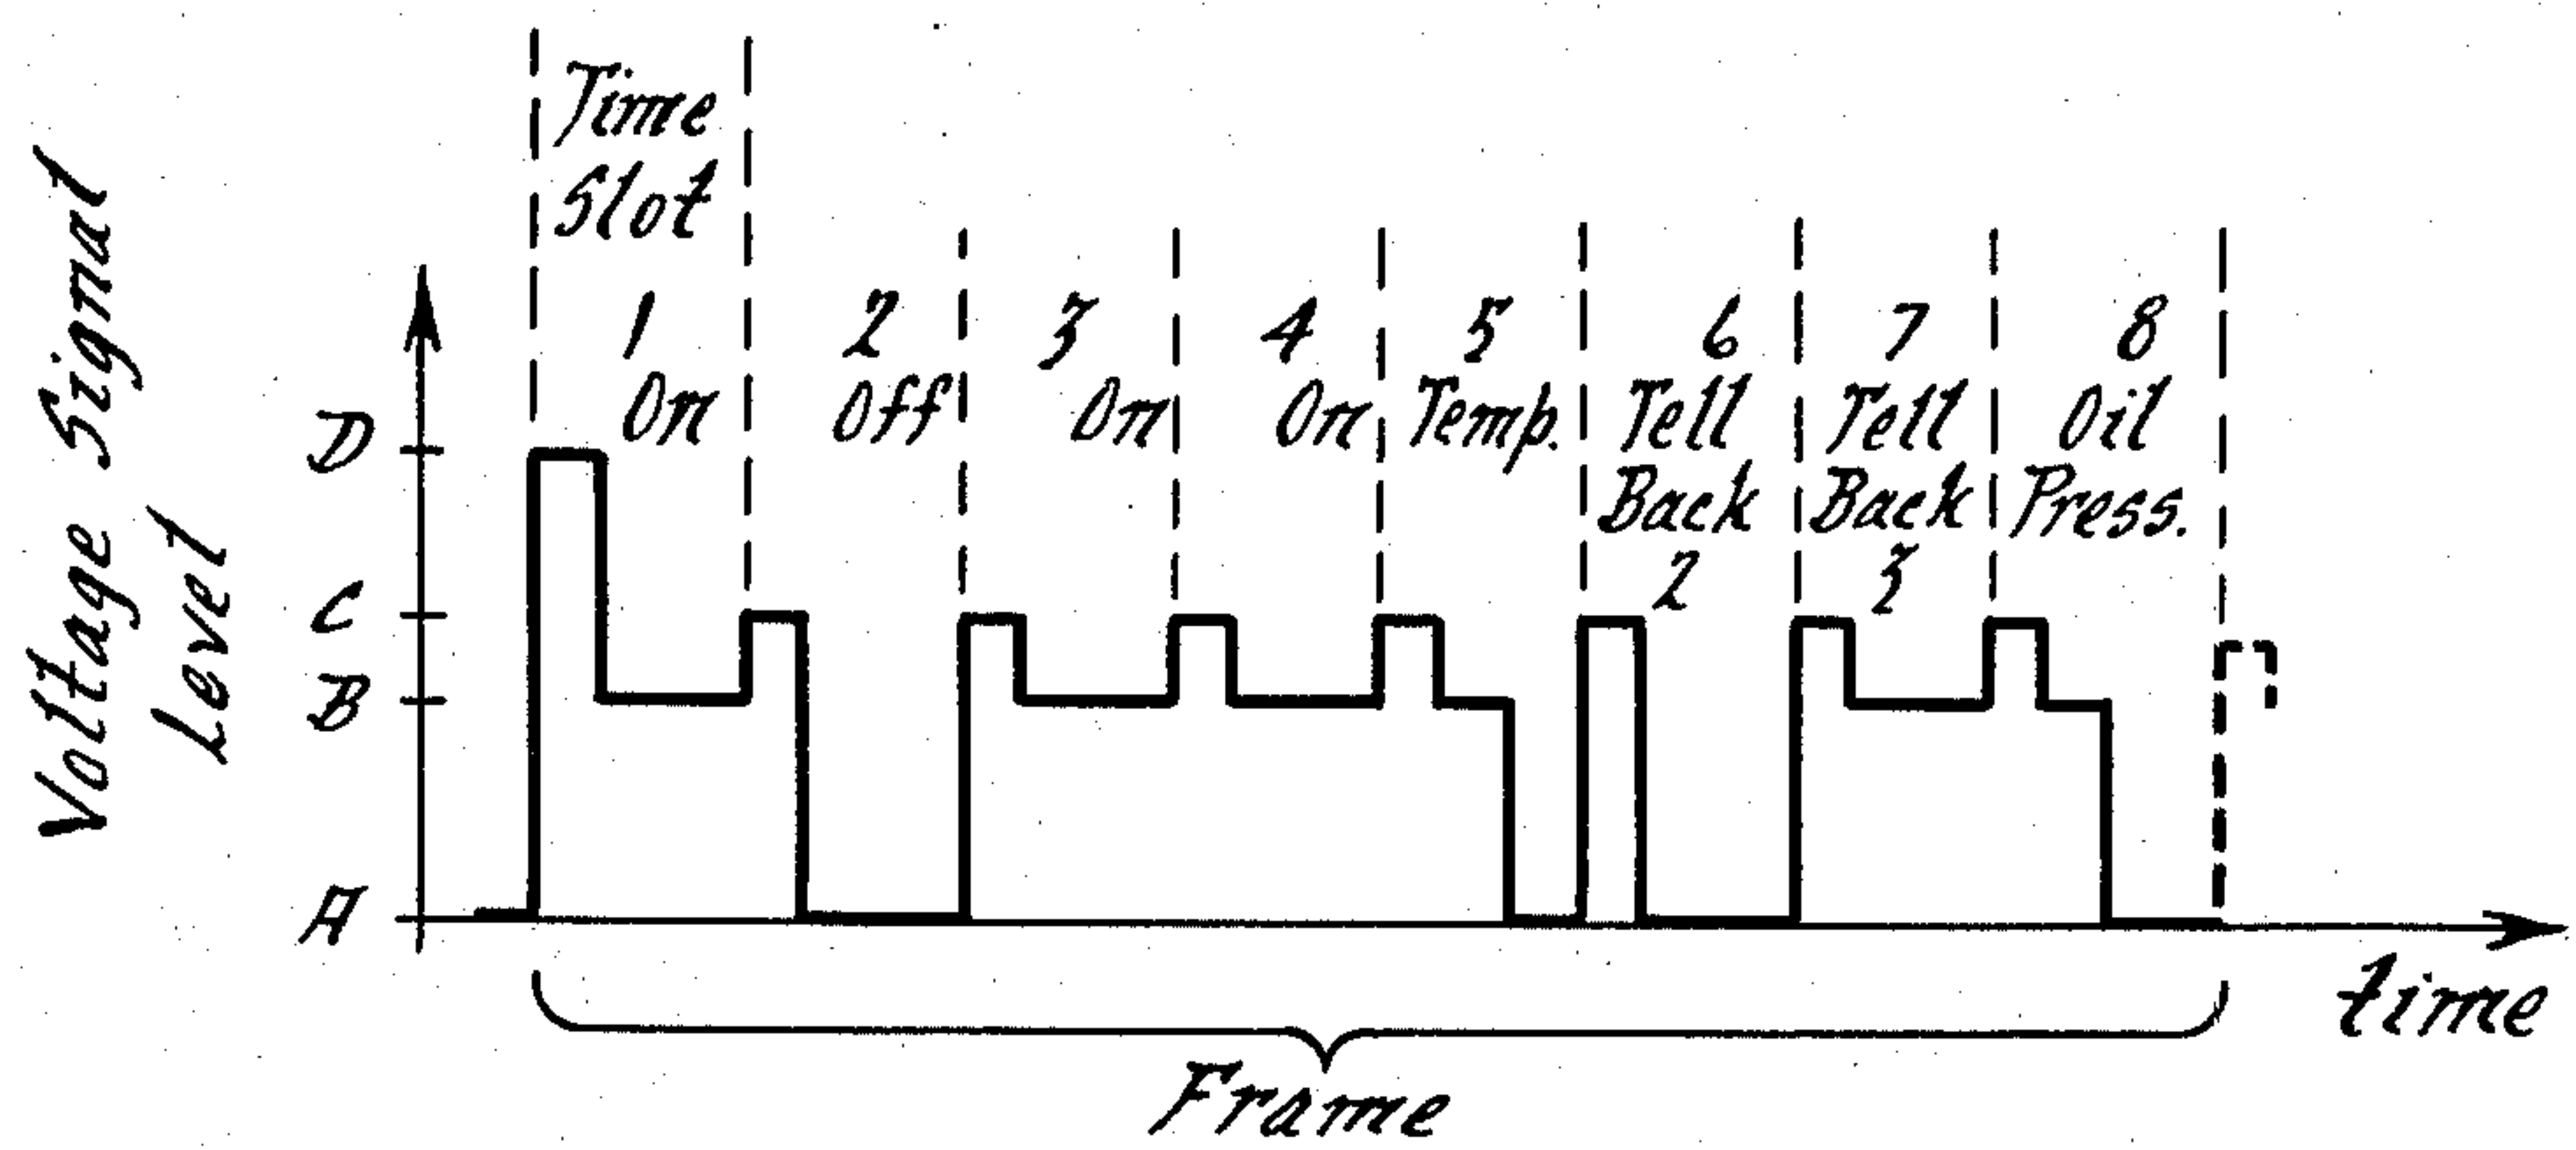 Voltage Signal
Level
Time
Slot
1
On
2
Off
3
On
4
On
5
Temp.
6
Tell
Back
2
7
Tell
Back
3
8
Oil
Press.
D
C
B
A
time
Frame